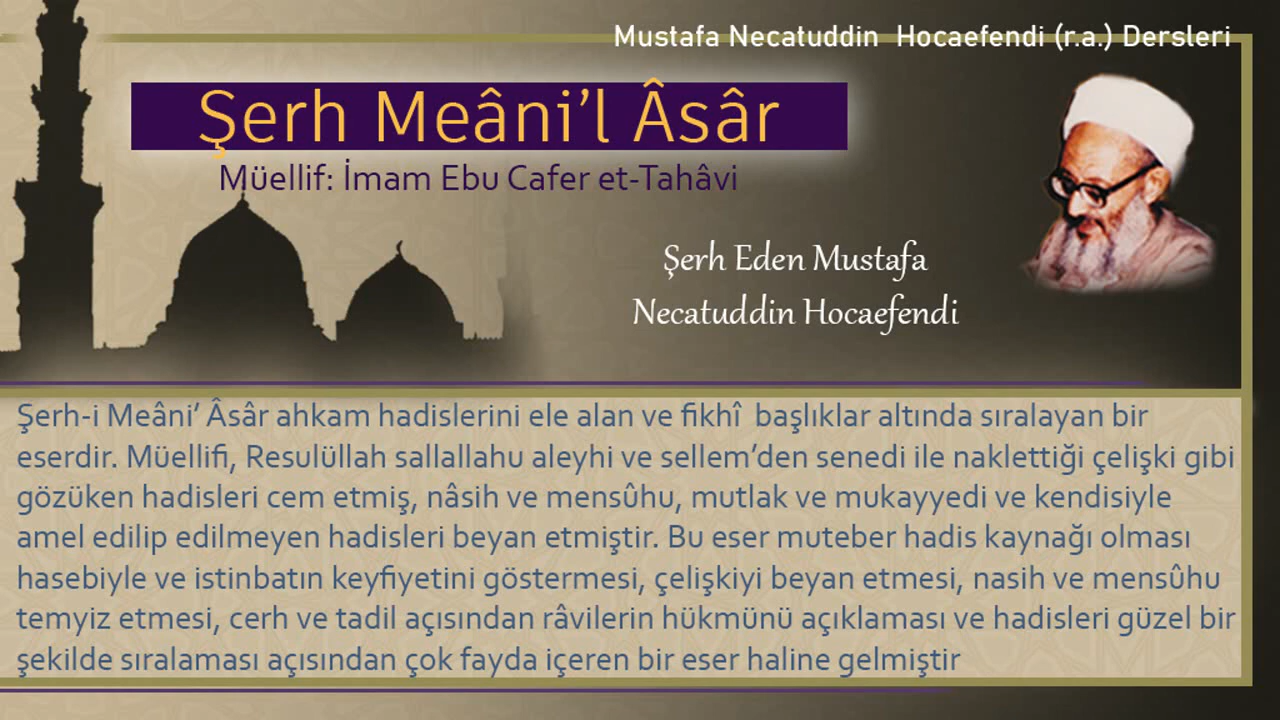 Mustafa Necatuddin Hocaefendi (r.a.) Dersleri
Şerh Meâni’l Âsâr
Müellif: İmam Ebu Cafer et-Tahâvi
Şerh Eden Mustafa
Necatuddin Hocaefendi
Şerh-i Meâni’ Âsâr ahkam hadislerini ele alan ve fikhî başlıklar altında sıralayan bir
eserdir. Müellifi, Resulüllah sallallahu aleyhi ve sellem’den senedi ile naklettiği çelişki gibi
gözüken hadisleri cem etmiş, nâsih ve mensûhu, mutlak ve mukayyedi ve kendisiyle
amel edilip edilmeyen hadisleri beyan etmiştir. Bu eser muteber hadis kaynağı olması
hasebiyle ve istinbatın keyfiyetini göstermesi, çelişkiyi beyan etmesi, nasih ve mensûhu
temyiz etmesi, cerh ve tadil açısından râvilerin hükmünü açıklaması ve hadisleri güzel bir
şekilde sıralaması açısından çok fayda içeren bir eser haline gelmiştir